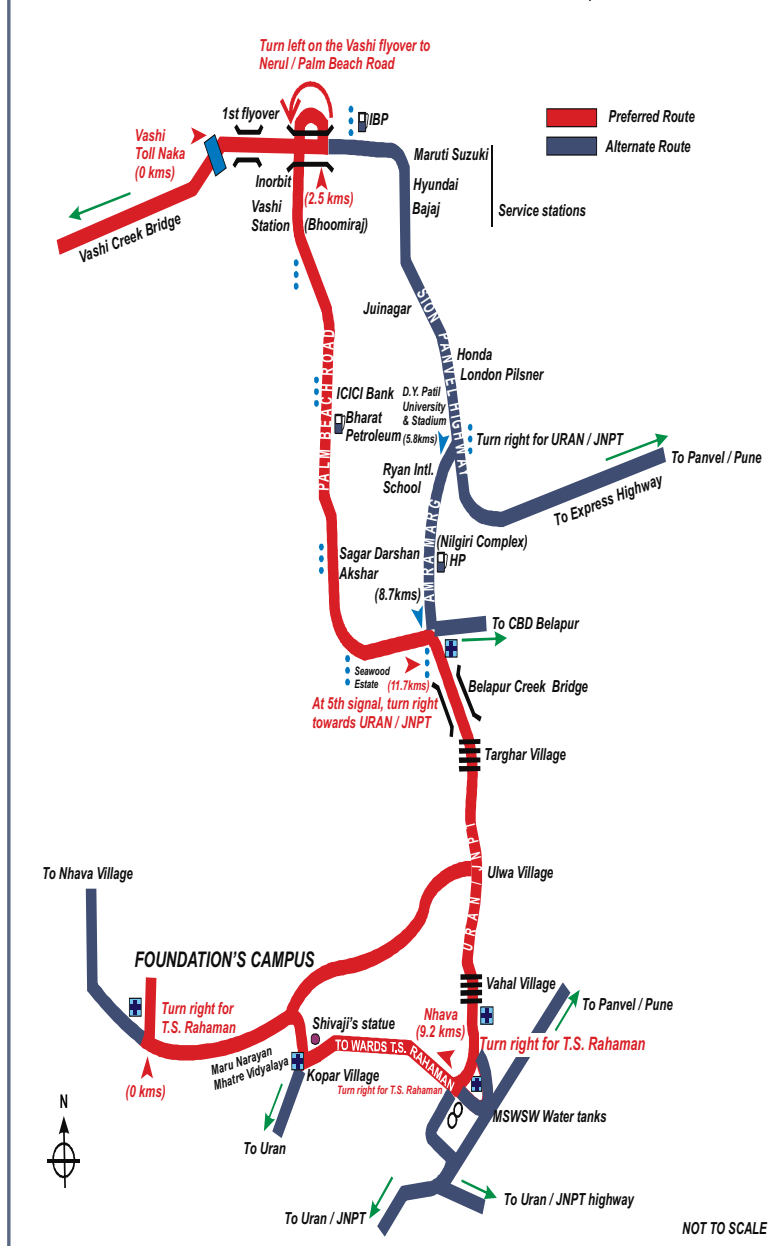 Turn left on the Vashi flyover to
Nerul / Palm Beach Road
1st flyover
IBP
Preferred Route
Alternate Route
Vashi
Toll Naka
(0 kms)
Maruti Suzuki
Hyundai
Bajaj
Service stations
Inorbit
(2.5 kms)
Vashi
Station
(Bhoomiraj)
Vashi Creek Bridge
Juinagar
SION PANVEL HIGHWAY
Honda
London Pilsner
PALM BEACH ROAD
ICICI Bank
Bharat
Petroleum
D.Y. Patil
University
& Stadium
(5.8kms)
Turn right for URAN / JNPT
To Panvel / Pune
To Express Highway
Ryan Intl.
School
AMRA MARG
(Nilgiri Complex)
HP
Sagar Darshan
Akshar
(8.7kms)
To CBD Belapur
Seawood
Estate
(11.7kms)
At 5th signal, turn right
towards URAN / JNPT
Belapur Creek Bridge
Targhar Village
URAN / JNPT
Ulwa Village
To Nhava Village
FOUNDATION'S CAMPUS
Vahal Village
To Panvel / Pune
Turn right for
T.S. Rahaman
Shivaji's statue
Nhava
(9.2 kms)
Turn right for T.S. Rahaman
TO WARDS T.S. RAHAMAN
Maru Narayan
Mhatre Vidyalaya
Kopar Village
Turn right for T.S. Rahaman
(0 kms)
MSWSW Water tanks
N
To Uran
To Uran / JNPT
To Uran / JNPT highway
NOT TO SCALE